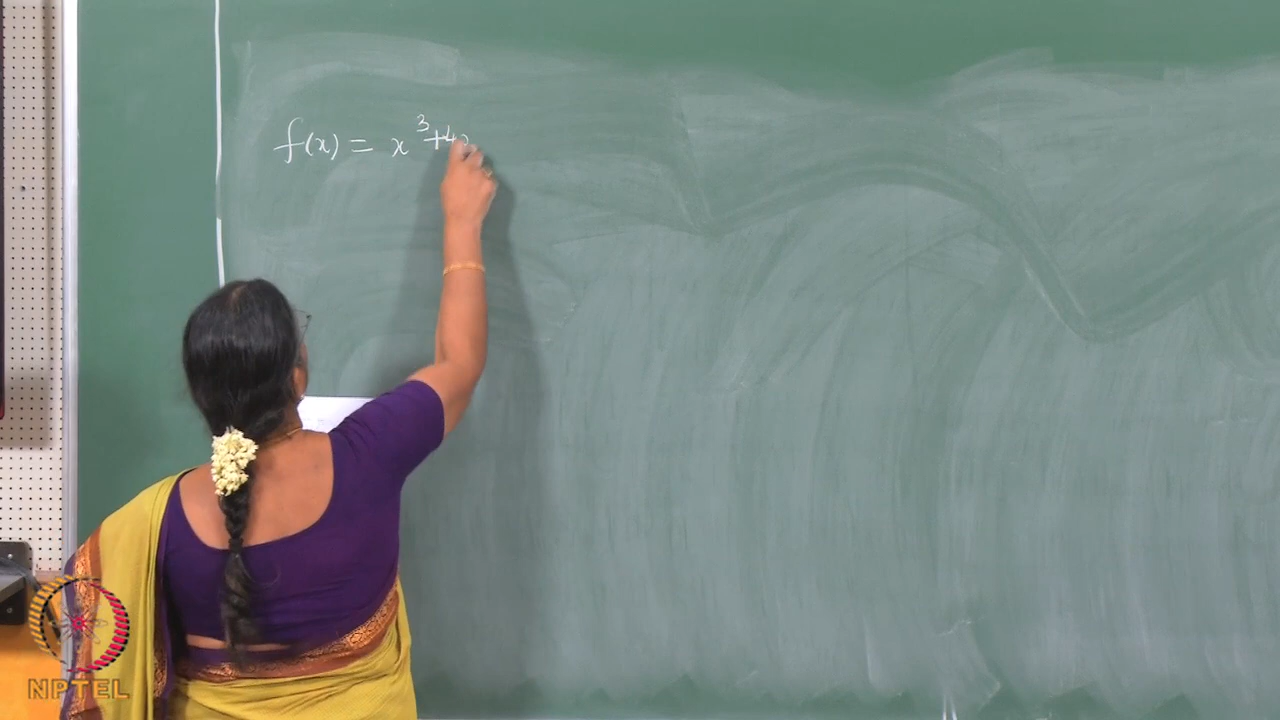 f(x) = x³+4
NPTEL